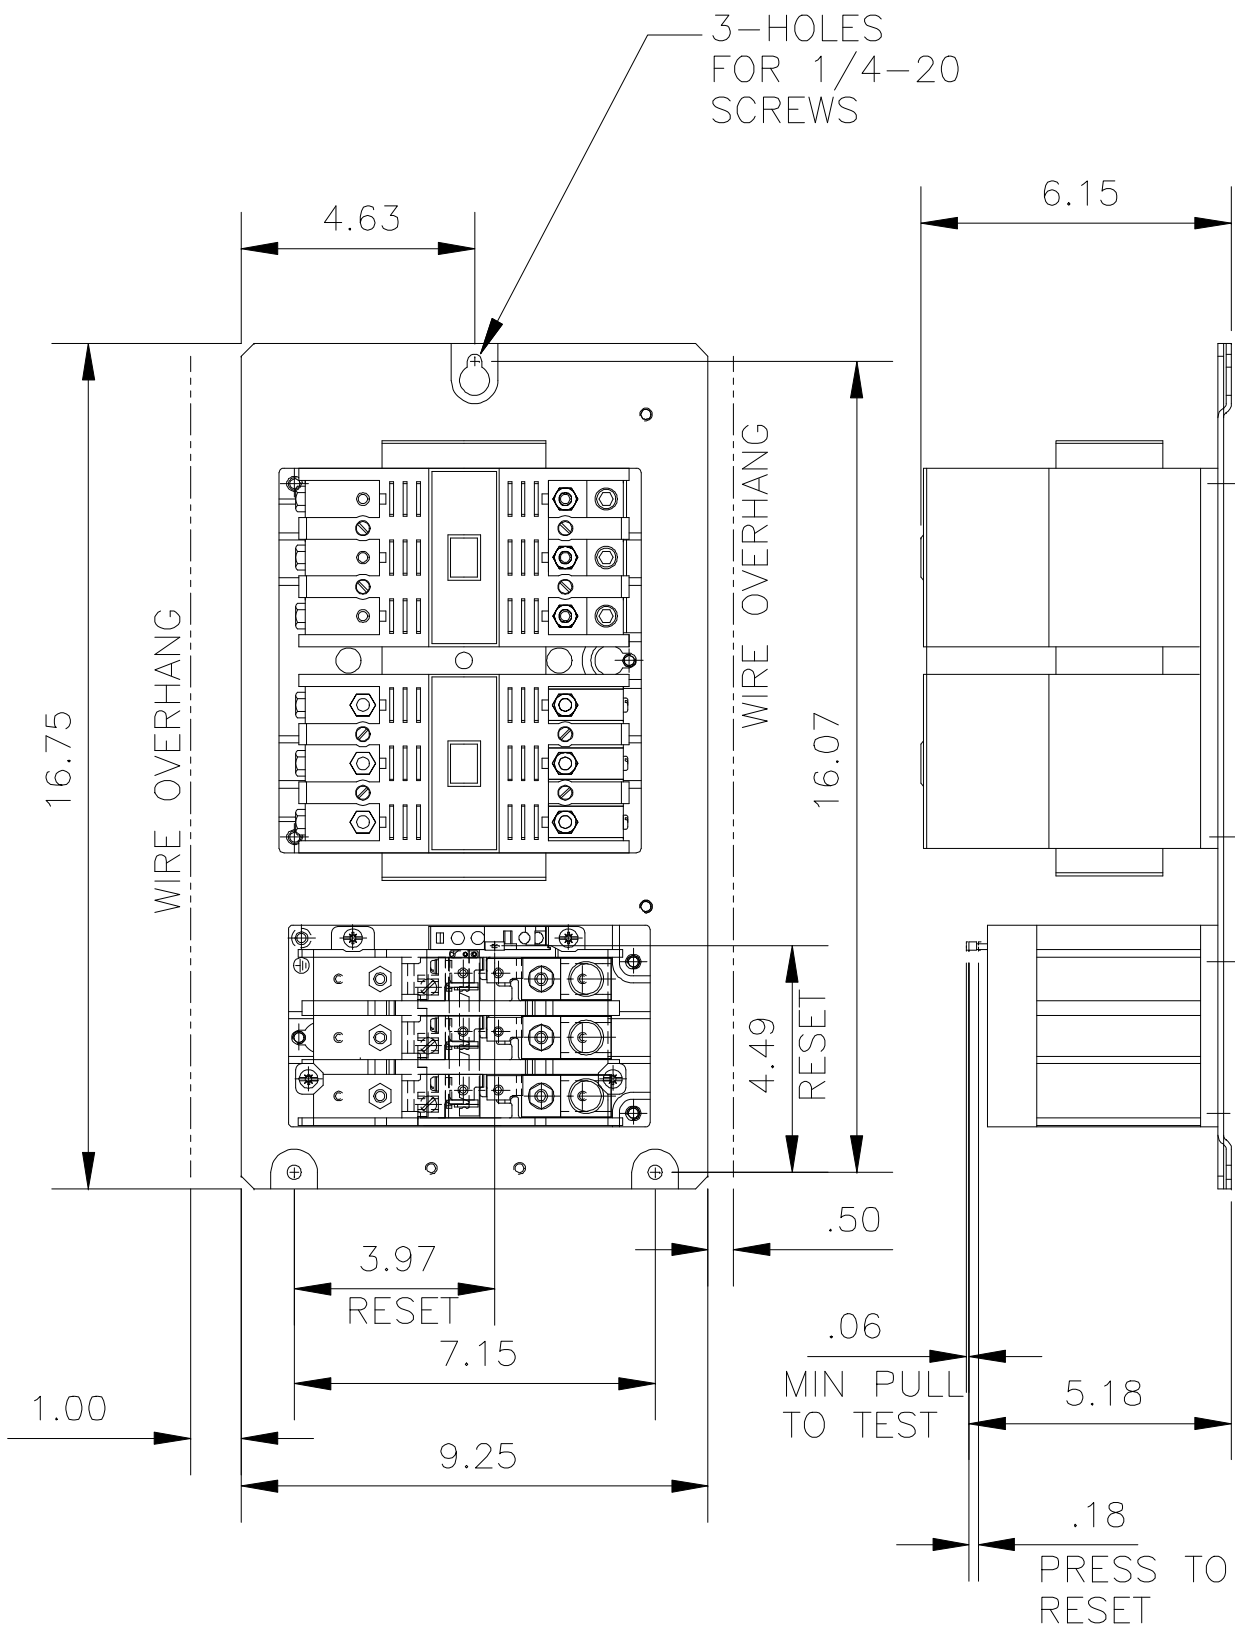 3-HOLES
FOR 1/4-20
SCREWS
4.63
6.15
WIRE OVERHANG
WIRE OVERHANG
16.75
16.07
4.49
RESET
.50
3.97
RESET
7.15
.06
MIN PULL
TO TEST
5.18
1.00
9.25
.18
PRESS TO
RESET